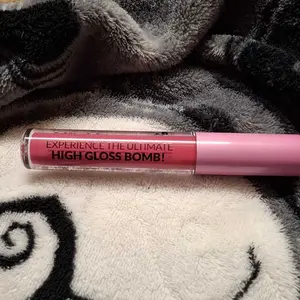 EXPERIENCE THE ULTIMATE
HIGH GLOSS BOMB!